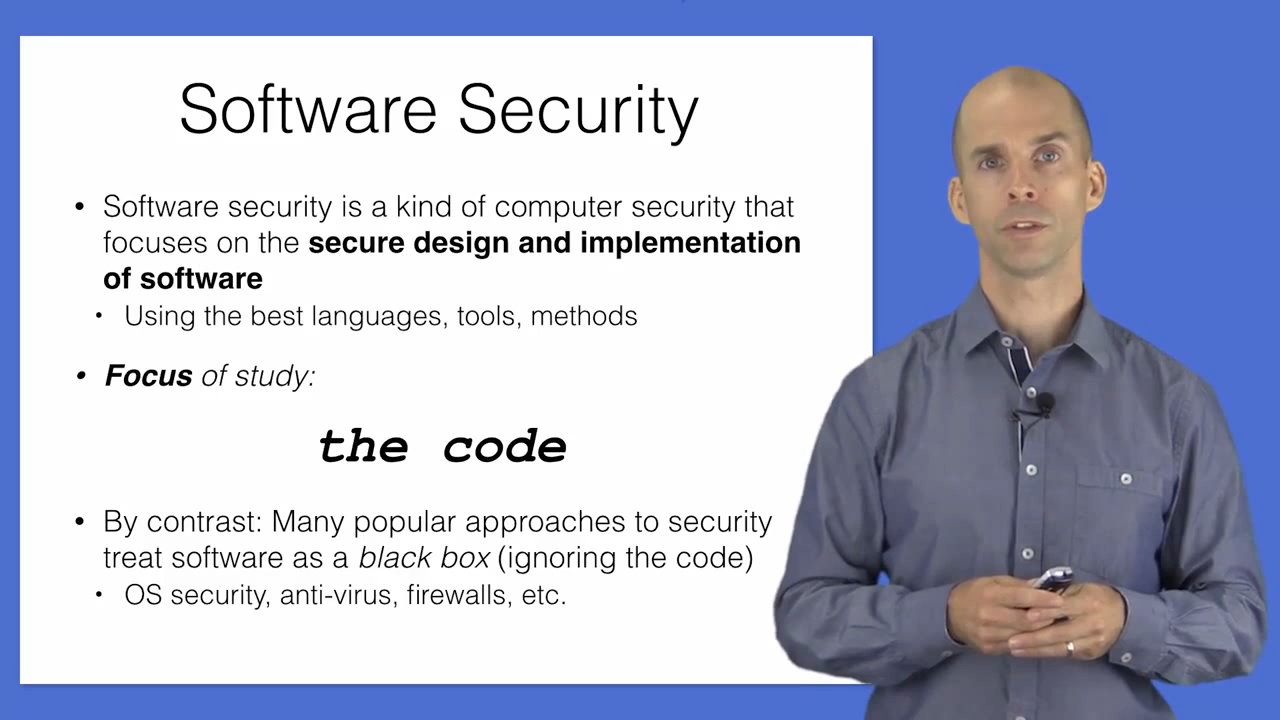 Software Security
• Software security is a kind of computer security that
focuses on the secure design and implementation
of software
• Using the best languages, tools, methods
• Focus of study:
the code
• By contrast: Many popular approaches to security
treat software as a black box (ignoring the code)
• OS security, anti-virus, firewalls, etc.